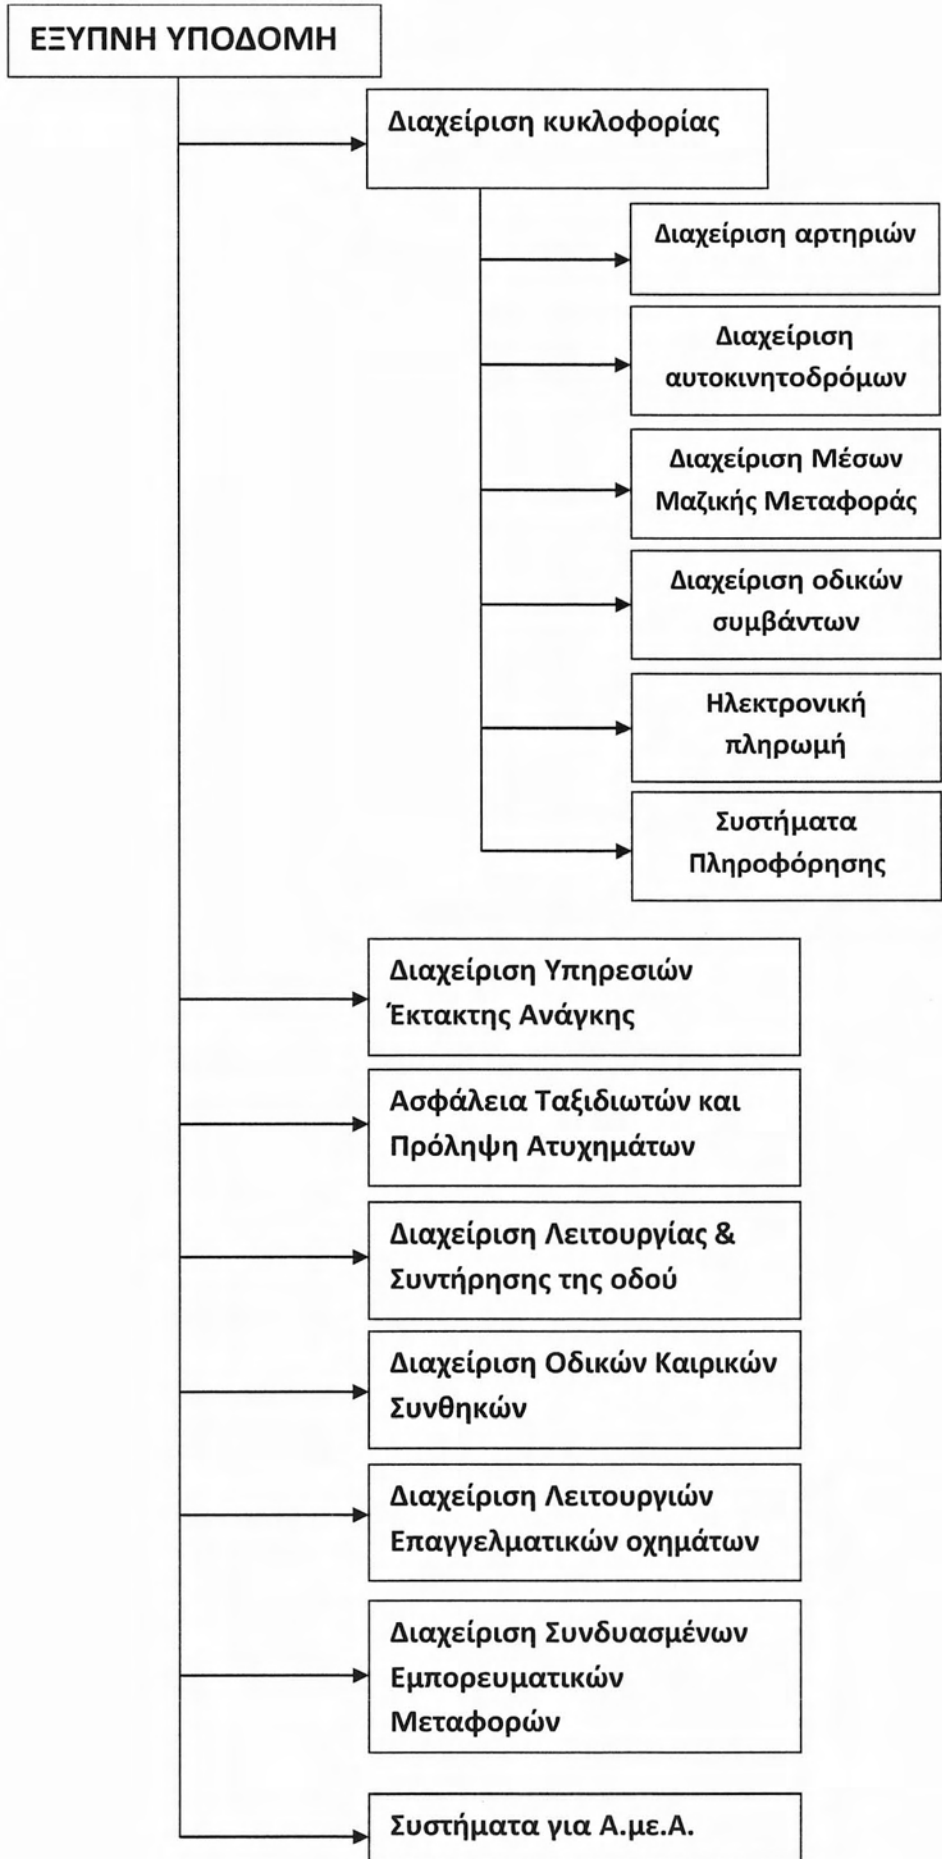 ΕΞΥΠΝΗ ΥΠΟΔΟΜΗ
Διαχείριση κυκλοφορίας
Διαχείριση αρτηριών
Διαχείριση
αυτοκινητοδρόμων
Διαχείριση Μέσων
Μαζικής Μεταφοράς
Διαχείριση οδικών
συμβάντων
Ηλεκτρονική
πληρωμή
Συστήματα
Πληροφόρησης
Διαχείριση Υπηρεσιών
Έκτακτης Ανάγκης
Ασφάλεια Ταξιδιωτών και
Πρόληψη Ατυχημάτων
Διαχείριση Λειτουργίας &
Συντήρησης της οδού
Διαχείριση Οδικών Καιρικών
Συνθηκών
Διαχείριση Λειτουργιών
Επαγγελματικών οχημάτων
Διαχείριση Συνδυασμένων
Εμπορευματικών
Μεταφορών
Συστήματα για Α.με.Α.